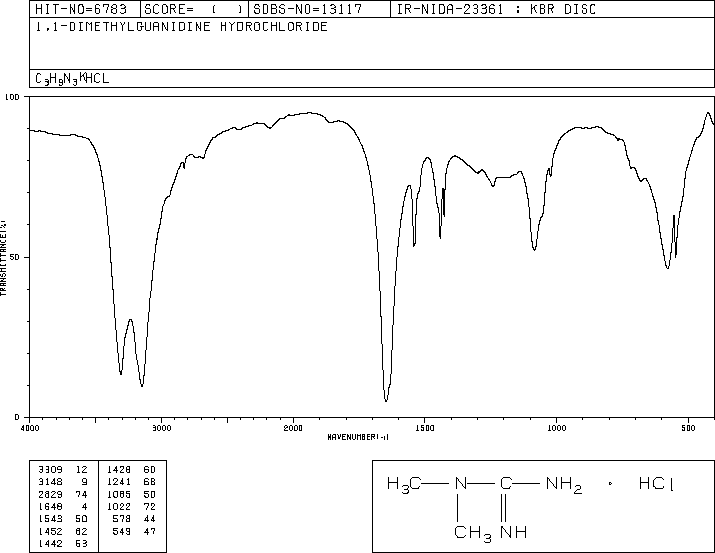 HIT-NO=6783 SCORE= ( ) SDBS-NO=13117 IR-NIDA-23361 : KBR DISC
1,1-DIMETHYLGUANIDINE HYDROCHLORIDE
C3H9N3·HCL
100
TRANSMITTANCE(%)
50
0
4000 3000 2000 1500 1000 500
WAVENUMBER(-1)
3309 12 1428 60
3148 9 1241 68
2829 74 1085 50
1648 4 1022 72
1543 50 578 44
1452 62 549 47
1442 53
H3C N C NH2 · HCl
CH3 NH